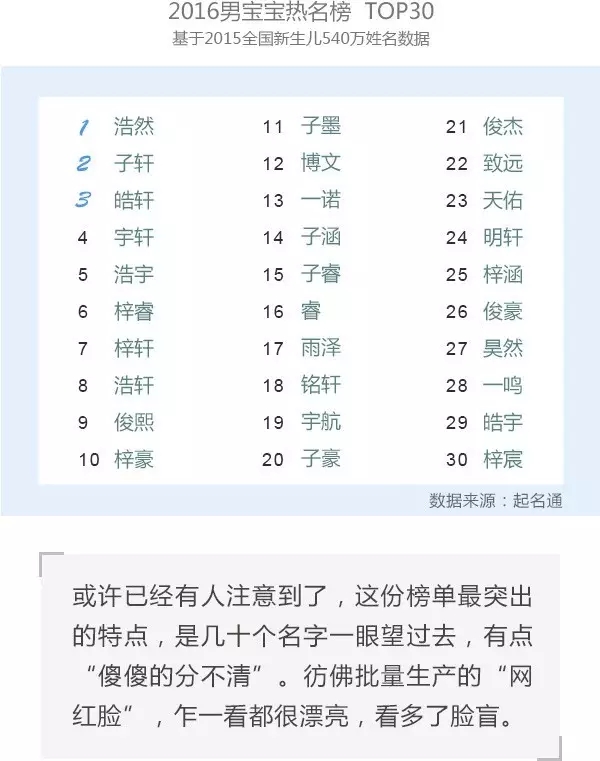 2016男宝宝热名榜 TOP30
基于2015全国新生儿540万姓名数据
1 浩然 11 子墨 21 俊杰
2 子轩 12 博文 22 致远
3 皓轩 13 一诺 23 天佑
4 宇轩 14 子涵 24 明轩
5 浩宇 15 子睿 25 梓涵
6 梓睿 16 睿 26 俊豪
7 梓轩 17 雨泽 27 昊然
8 浩轩 18 铭轩 28 一鸣
9 俊熙 19 宇航 29 皓宇
10 梓豪 20 子豪 30 梓宸
数据来源：起名通
或许已经有人注意到了，这份榜单最突出
的特点，是几十个名字一眼望过去，有点
“傻傻的分不清”。彷佛批量生产的“网
红脸”，乍一看都很漂亮，看多了脸盲。